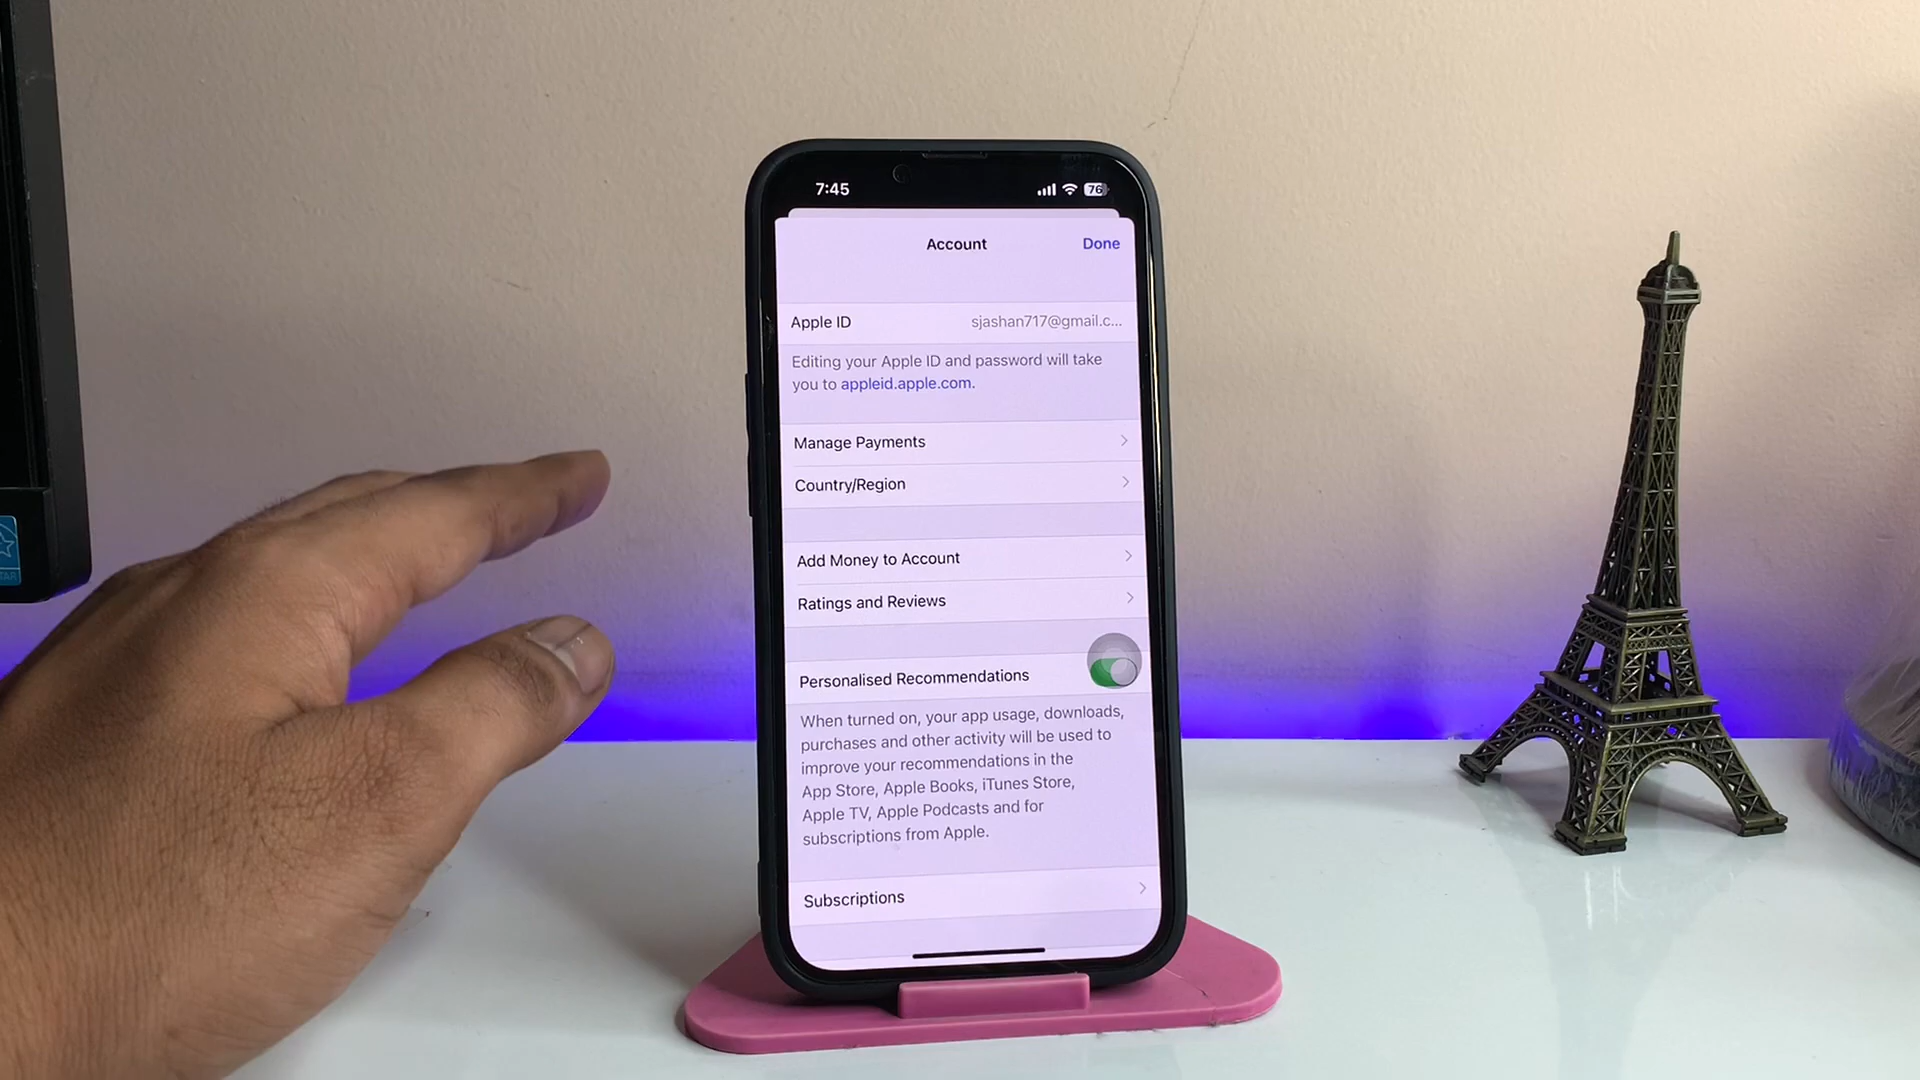 7:45
76
Account
Done
Apple ID
sjashan717@gmail.c...
Editing your Apple ID and password will take
you to appleid.apple.com.
Manage Payments
Country/Region
Add Money to Account
Ratings and Reviews
Personalised Recommendations
When turned on, your app usage, downloads,
purchases and other activity will be used to
improve your recommendations in the
App Store, Apple Books, iTunes Store,
Apple TV, Apple Podcasts and for
subscriptions from Apple.
Subscriptions